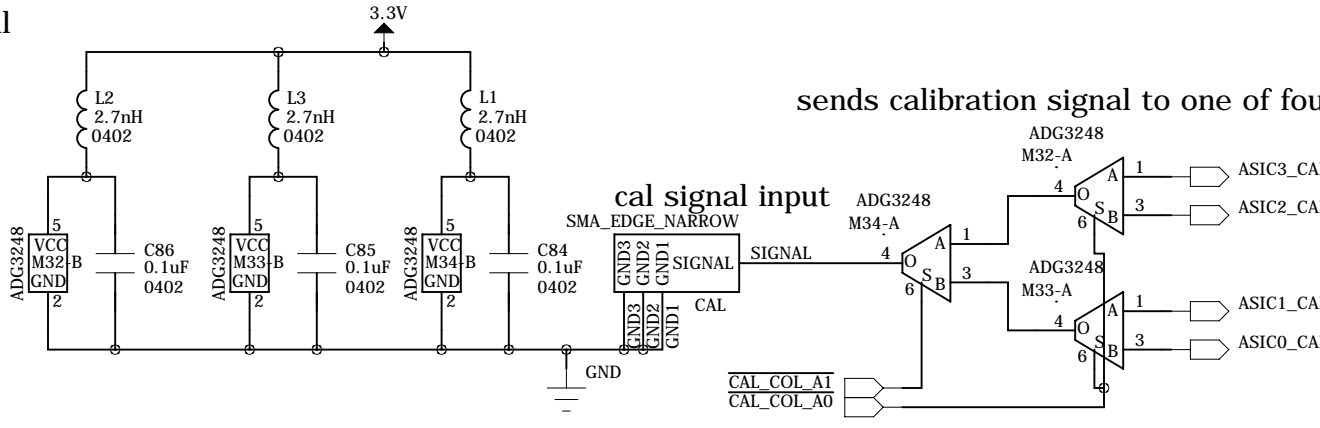 ll
3.3V
L2
2.7nH
0402
L3
2.7nH
0402
L1
2.7nH
0402
5
VCC
M32-B
GND
2
ADG3248
C86
0.1uF
0402
5
VCC
M33-B
GND
2
ADG3248
C85
0.1uF
0402
5
VCC
M34-B
GND
2
ADG3248
C84
0.1uF
0402
GND
cal signal input
SMA_EDGE_NARROW
GND3
GND2
GND1
SIGNAL
CAL
GND3
GND2
GND1
SIGNAL
ADG3248
M34-A
4
O
S
A
B
6
1
3
sends calibration signal to one of fou
ADG3248
M32-A
4
O
S
A
B
6
1
3
ASIC3_CA
ASIC2_CA
ADG3248
M33-A
4
O
S
A
B
6
1
3
ASIC1_CA
ASIC0_CA
CAL_COL_A1
CAL_COL_A0